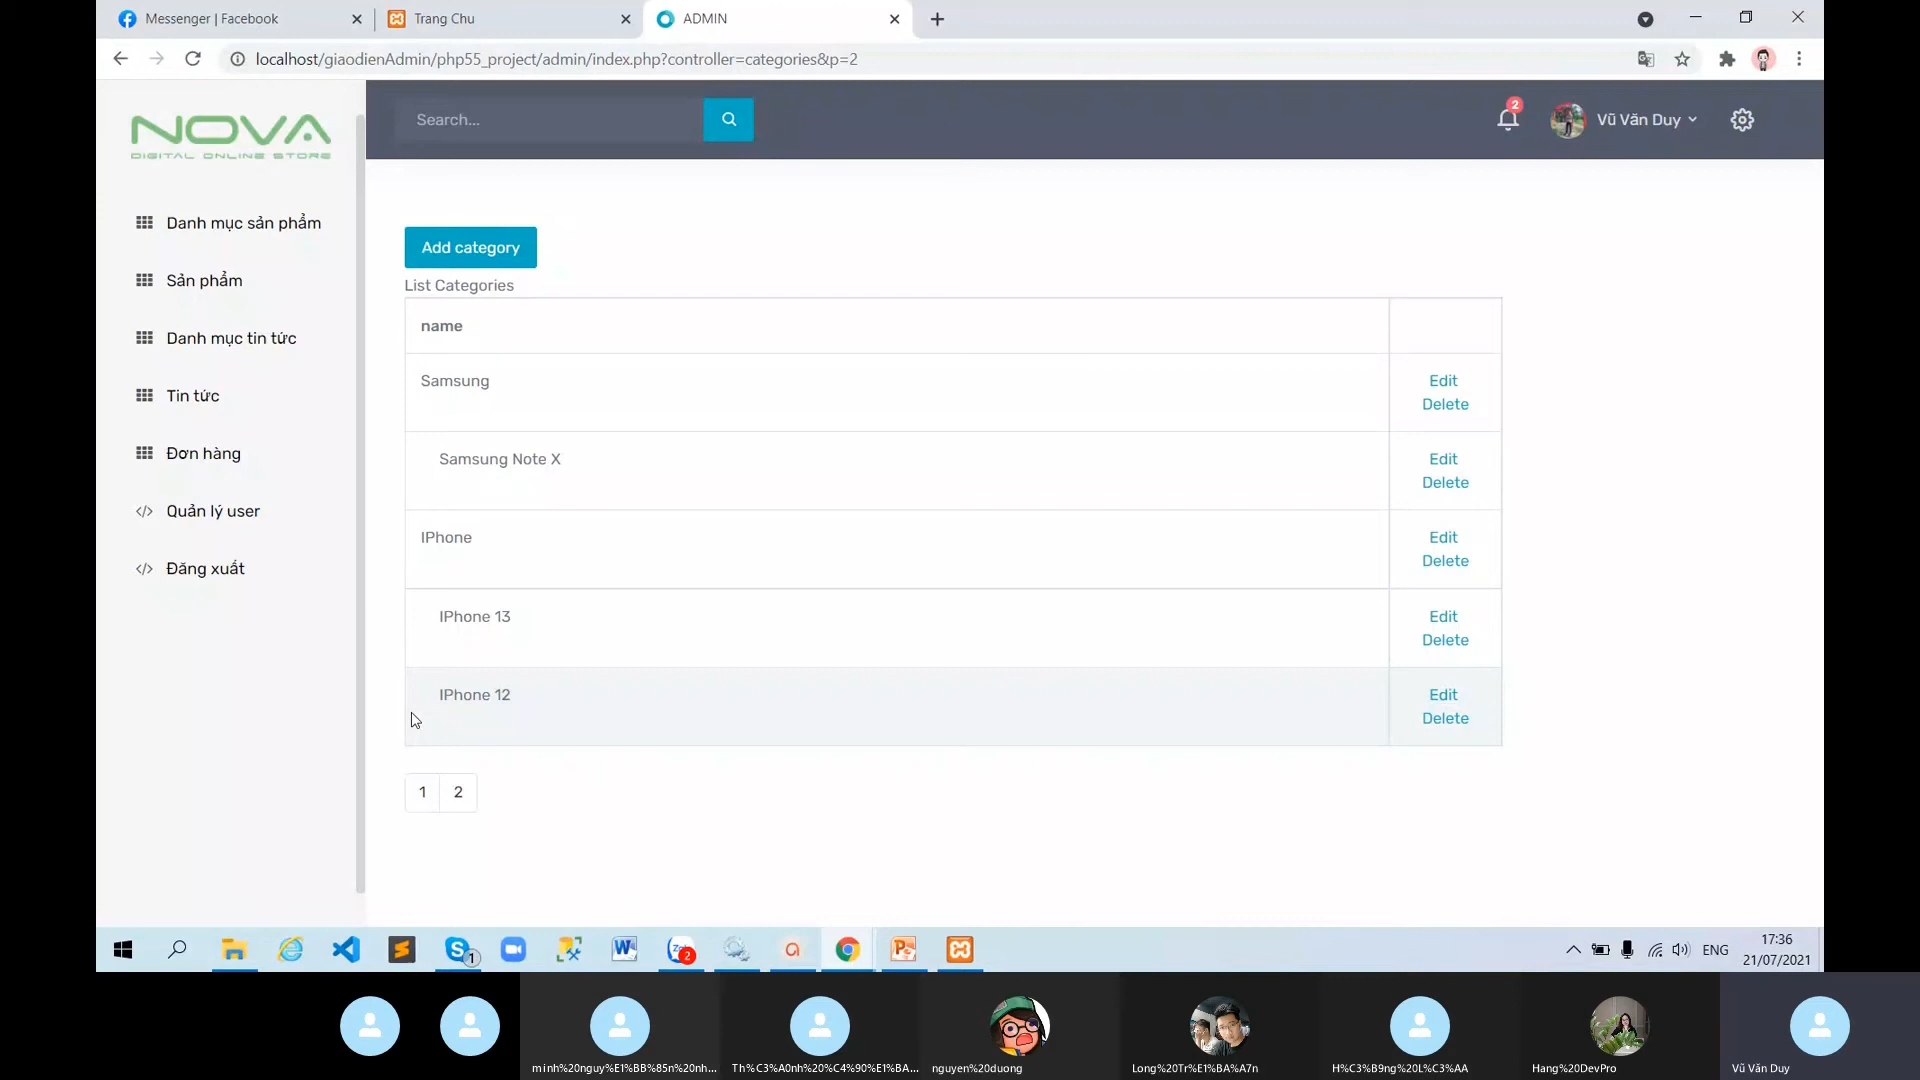 Messenger | Facebook
Trang Chu
ADMIN
localhost/giaodienAdmin/php55_project/admin/index.php?controller=categories&p=2
NOVA
DIGITAL ONLINE STORE
Search...
2
Vũ Văn Duy
Danh mục sản phẩm
Sản phẩm
Danh mục tin tức
Tin tức
Đơn hàng
Quản lý user
Đăng xuất
Add category
List Categories
name
Samsung
Edit
Delete
Samsung Note X
Edit
Delete
IPhone
Edit
Delete
IPhone 13
Edit
Delete
IPhone 12
Edit
Delete
1 2
1
2
ENG
17:36
21/07/2021
minh%20nguy%E1%BB%85n%20nh...
Th%C3%A0nh%20%C4%90%E1%BA...
nguyen%20duong
Long%20Tr%E1%BA%A7n
H%C3%B9ng%20L%C3%AA
Hang%20DevPro
Vũ Văn Duy